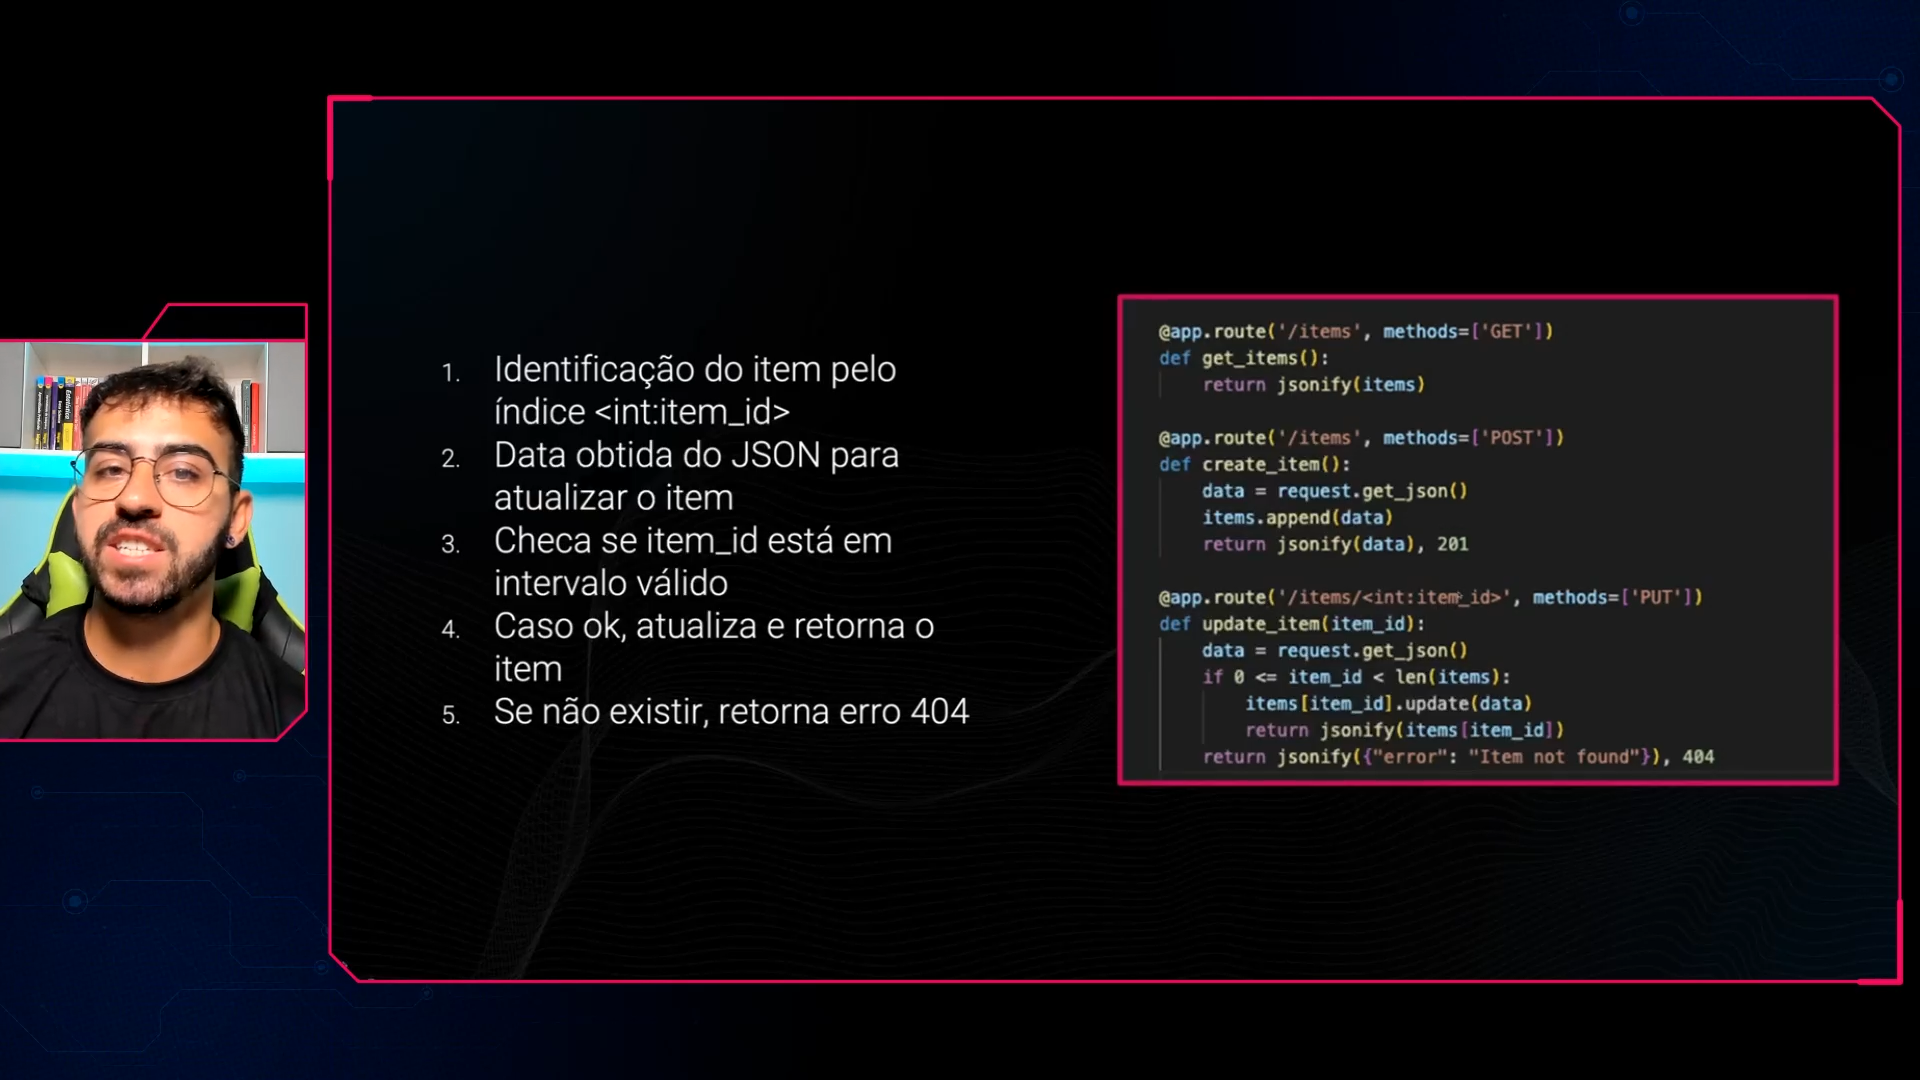 1. Identificação do item pelo
índice <int:item_id>
2. Data obtida do JSON para
atualizar o item
3. Checa se item_id está em
intervalo válido
4. Caso ok, atualiza e retorna o
item
5. Se não existir, retorna erro 404
@app.route('/items', methods=['GET'])
def get_items():
return jsonify(items)
@app.route('/items', methods=['POST'])
def create_item():
data = request.get_json()
items.append(data)
return jsonify(data), 201
@app.route('/items/<int:item_id>', methods=['PUT'])
def update_item(item_id):
data = request.get_json()
if 0 <= item_id < len(items):
items[item_id].update(data)
return jsonify(items[item_id])
return jsonify({"error": "Item not found"}), 404